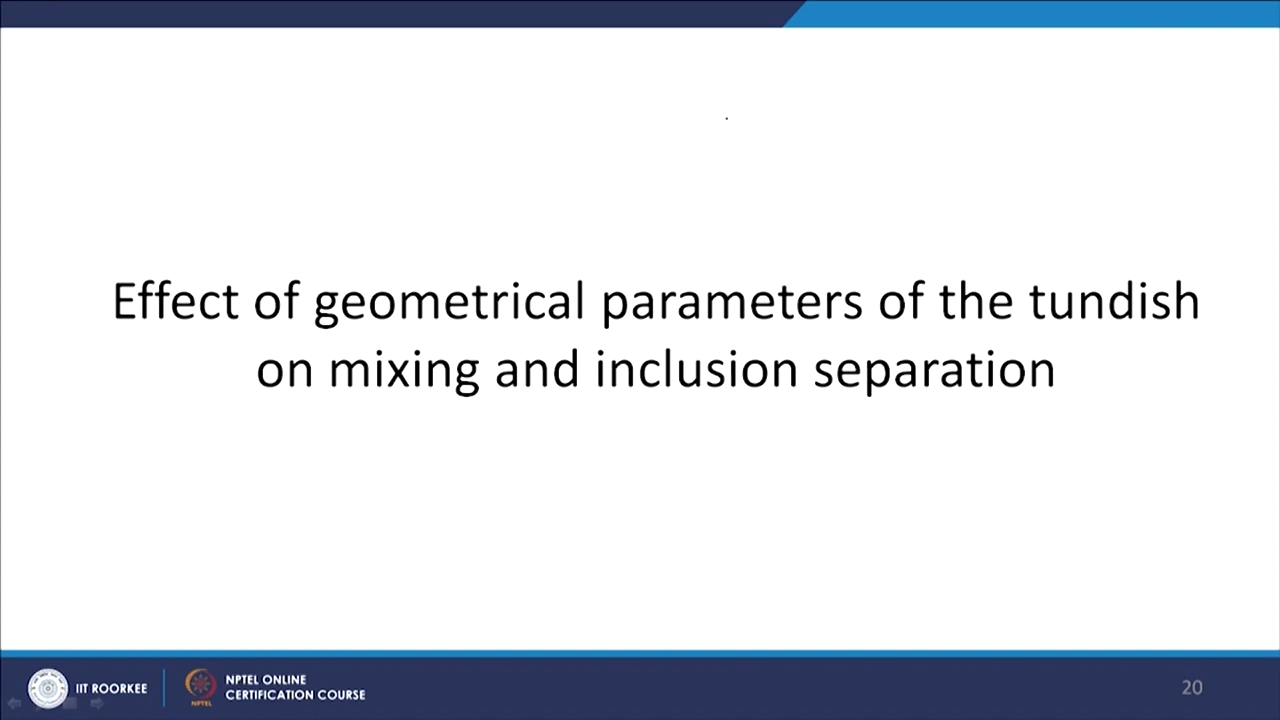 Effect of geometrical parameters of the tundish
on mixing and inclusion separation
IIT ROORKEE
NPTEL
NPTEL ONLINE
CERTIFICATION COURSE
20